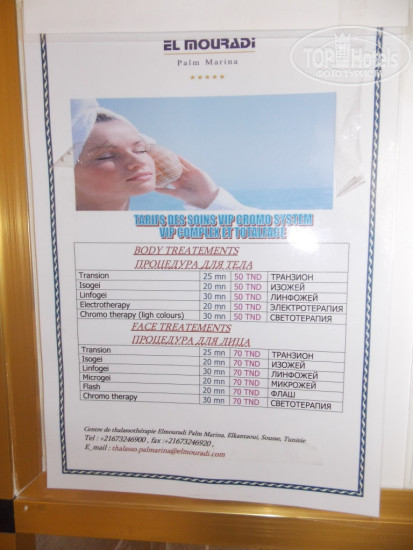 EL MOURADI
Palm Marina
★★★★★
TOPHotels
ФОТО ТУРИСТА
TARIFS DES SOINS VIP CROMO SYSTEM
VIP COMPLEX ET TOTALCARE
BODY TREATEMENTS
ПРОЦЕДУРА ДЛЯ ТЕЛА
Transion 25 mn 50 TND ТРАНЗИОН
Isogei 20 mn 50 TND ИЗОЖЕЙ
Linfogei 30 mn 50 TND ЛИНФОЖЕЙ
Electrotherapy 20 mn 50 TND ЭЛЕКТРОТЕРАПИЯ
Chromo therapy (ligh colours) 30 mn 50 TND СВЕТОТЕРАПИЯ
FACE TREATEMENTS
ПРОЦЕДУРА ДЛЯ ЛИЦА
Transion 25 mn 70 TND ТРАНЗИОН
Isogei 20 mn 70 TND ИЗОЖЕЙ
Linfogei 30 mn 70 TND ЛИНФОЖЕЙ
Microgei 20 mn 70 TND МИКРОЖЕЙ
Flash 20 mn 70 TND ФЛАШ
Chromo therapy 30 mn 70 TND СВЕТОТЕРАПИЯ
Centre de thalassothérapie Elmouradi Palm Marina, Elkantaoui, Sousse, Tunisie
Tel : +21673246900 , fax :+21673246920 ,
E_mail : thalasso.palmarina@elmouradi.com